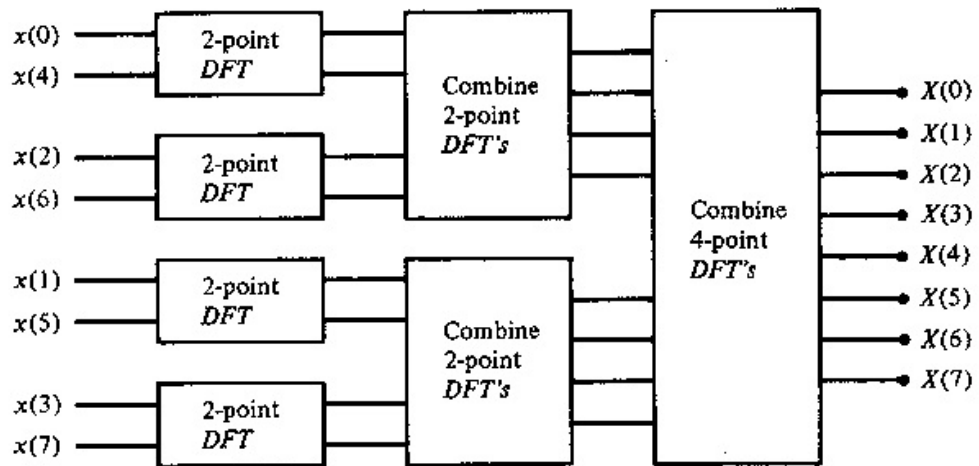 x(0)
x(4)
x(2)
x(6)
x(1)
x(5)
x(3)
x(7)
2-point
DFT
2-point
DFT
2-point
DFT
2-point
DFT
Combine
2-point
DFT's
Combine
2-point
DFT's
Combine
4-point
DFT's
X(0)
X(1)
X(2)
X(3)
X(4)
X(5)
X(6)
X(7)